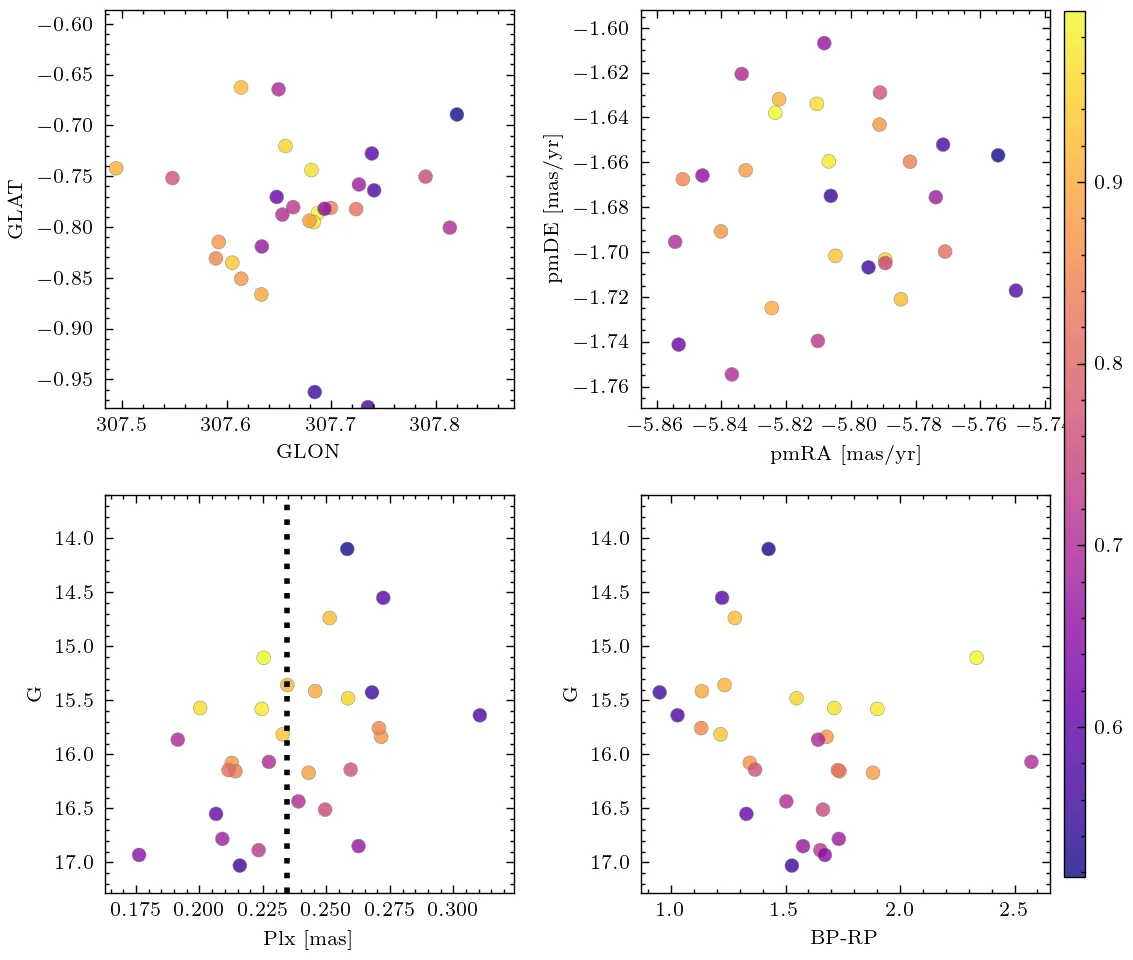 −0.60
−0.65
−0.70
−0.75
−0.80
−0.85
−0.90
−0.95
GLAT
307.5 307.6 307.7 307.8
GLON
−1.60
−1.62
−1.64
−1.66
−1.68
−1.70
−1.72
−1.74
−1.76
pmDE [mas/yr]
−5.86 −5.84 −5.82 −5.80 −5.78 −5.76 −5.74
pmRA [mas/yr]
0.9
0.8
0.7
0.6
14.0
14.5
15.0
15.5
16.0
16.5
17.0
G
0.175 0.200 0.225 0.250 0.275 0.300
Plx [mas]
14.0
14.5
15.0
15.5
16.0
16.5
17.0
G
1.0 1.5 2.0 2.5
BP-RP